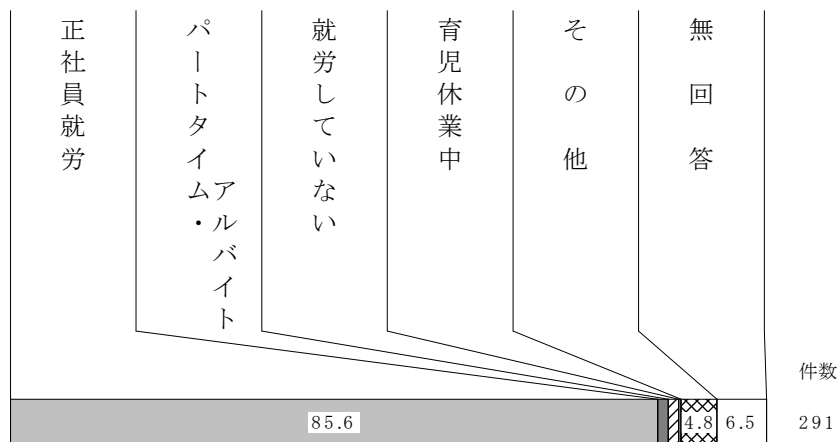 正社員就労
パートタイム・
アルバイト
就労していない
育児休業中
その他
無回答
件数
85.6
4.8
6.5
291